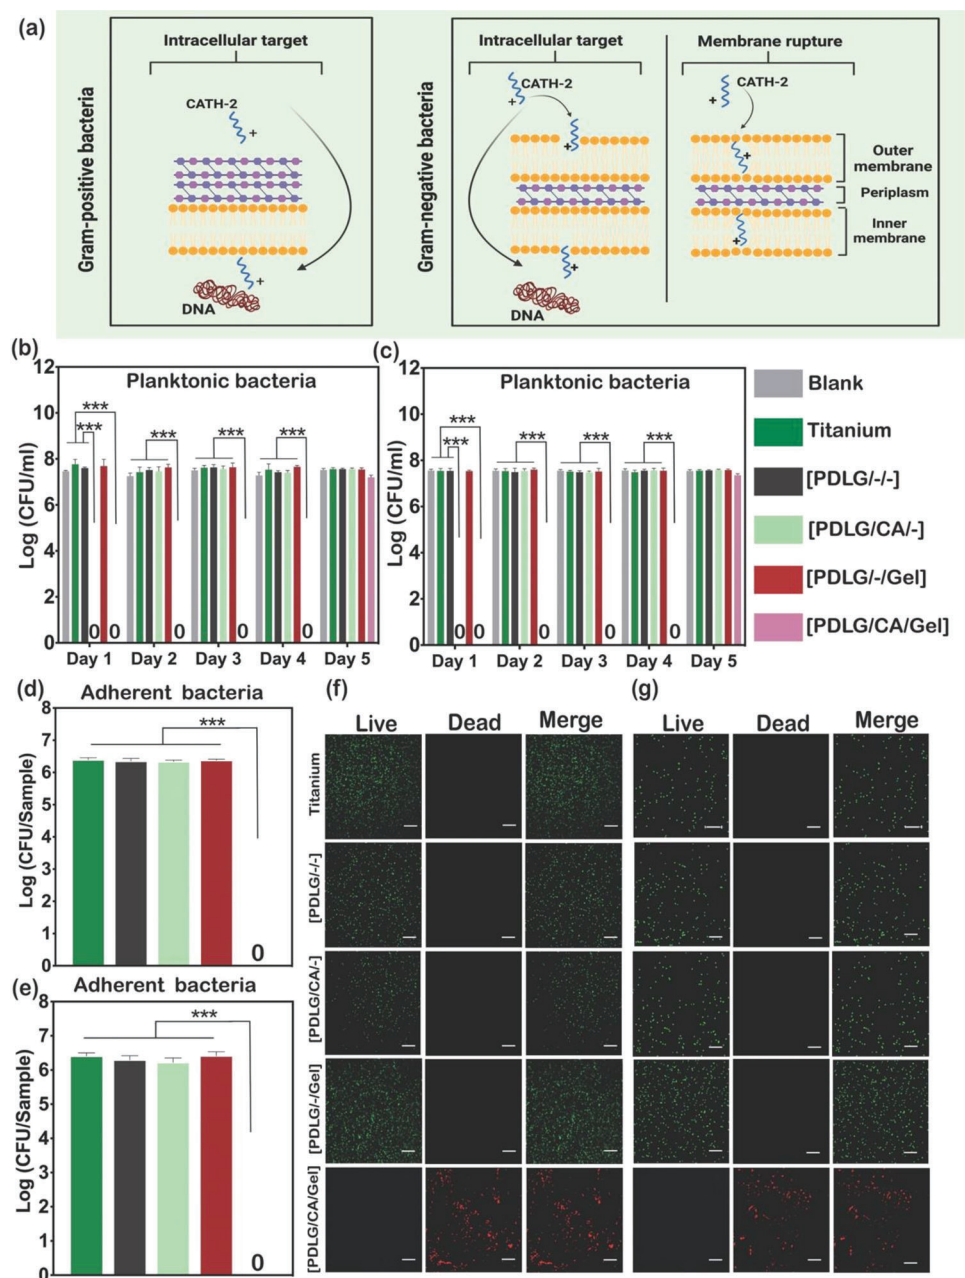 (a)
Gram-positive bacteria
Intracellular target
CATH-2
+
+
DNA
Gram-negative bacteria
Intracellular target
CATH-2
+
+
+
DNA
Membrane rupture
CATH-2
+
+
+
Outer
membrane
Periplasm
Inner
membrane
(b)
Planktonic bacteria
Log (CFU/ml)
12
10
8
6
4
2
0
***
***
***
***
***
0 0 0 0 0
Day 1 Day 2 Day 3 Day 4 Day 5
(c)
Planktonic bacteria
Log (CFU/ml)
12
10
8
6
4
2
0
***
***
***
***
***
0 0 0 0 0
Day 1 Day 2 Day 3 Day 4 Day 5
Blank
Titanium
[PDLG/-/-]
[PDLG/CA/-]
[PDLG/-/Gel]
[PDLG/CA/Gel]
(d)
Adherent bacteria
Log (CFU/Sample)
8
7
6
5
4
3
2
1
0
***
0
(e)
Adherent bacteria
Log (CFU/Sample)
8
7
6
5
4
3
2
1
0
***
0
(f)
Live Dead Merge
(g)
Live Dead Merge
Titanium
[PDLG/-/-]
[PDLG/CA/-]
[PDLG/-/Gel]
[PDLG/CA/Gel]